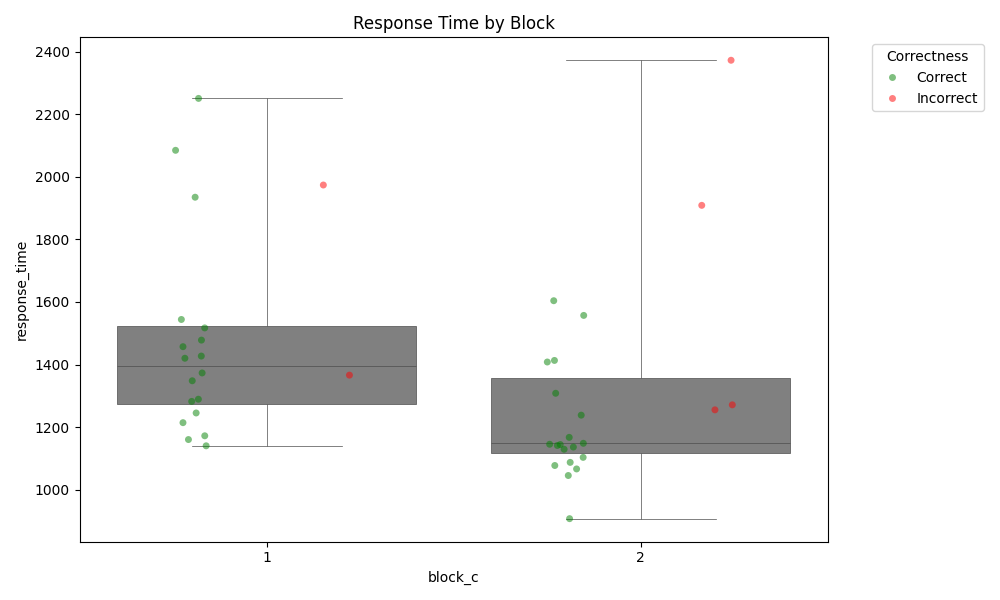 Response Time by Block
Correctness
Correct
Incorrect
2400
2200
2000
1800
1600
1400
1200
1000
response_time
1
2
block_c